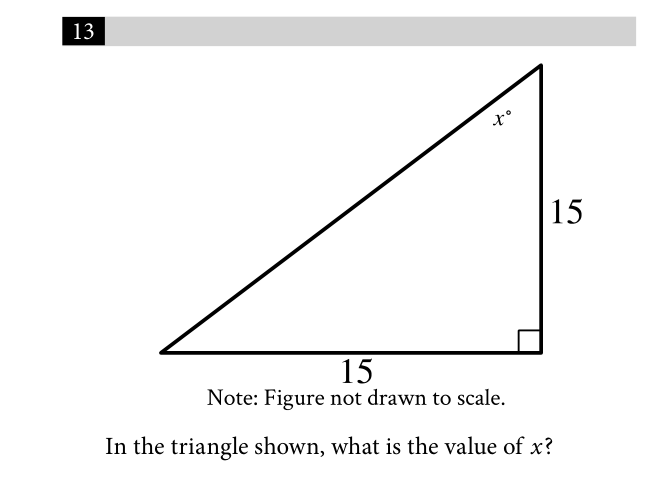 13
x°
15
15
Note: Figure not drawn to scale.
In the triangle shown, what is the value of x?